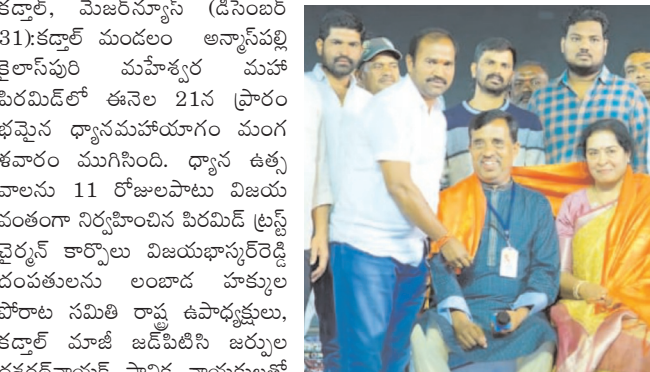 కడ్తాల్, మేజర్‌న్యూస్ (డిసెంబర్
31):కడ్తాల్ మండలం అన్మాస్‌పల్లి
కైలాస్‌పురి మహేశ్వర మహా
పిరమిడ్‌లో ఈనెల 21న ప్రారం
భమైన ధ్యానమహాయాగం మంగ
ళవారం ముగిసింది. ధ్యాన ఉత్స
వాలను 11 రోజులపాటు విజయ
వంతంగా నిర్వహించిన పిరమిడ్ ట్రస్ట్
చైర్మన్ కార్పొలు విజయభాస్కర్‌రెడ్డి
దంపతులను లంబాడ హక్కుల
పోరాట సమితి రాష్ట్ర ఉపాధ్యక్షులు,
కడ్తాల్ మాజీ జడ్‌పిటిసి జర్పుల